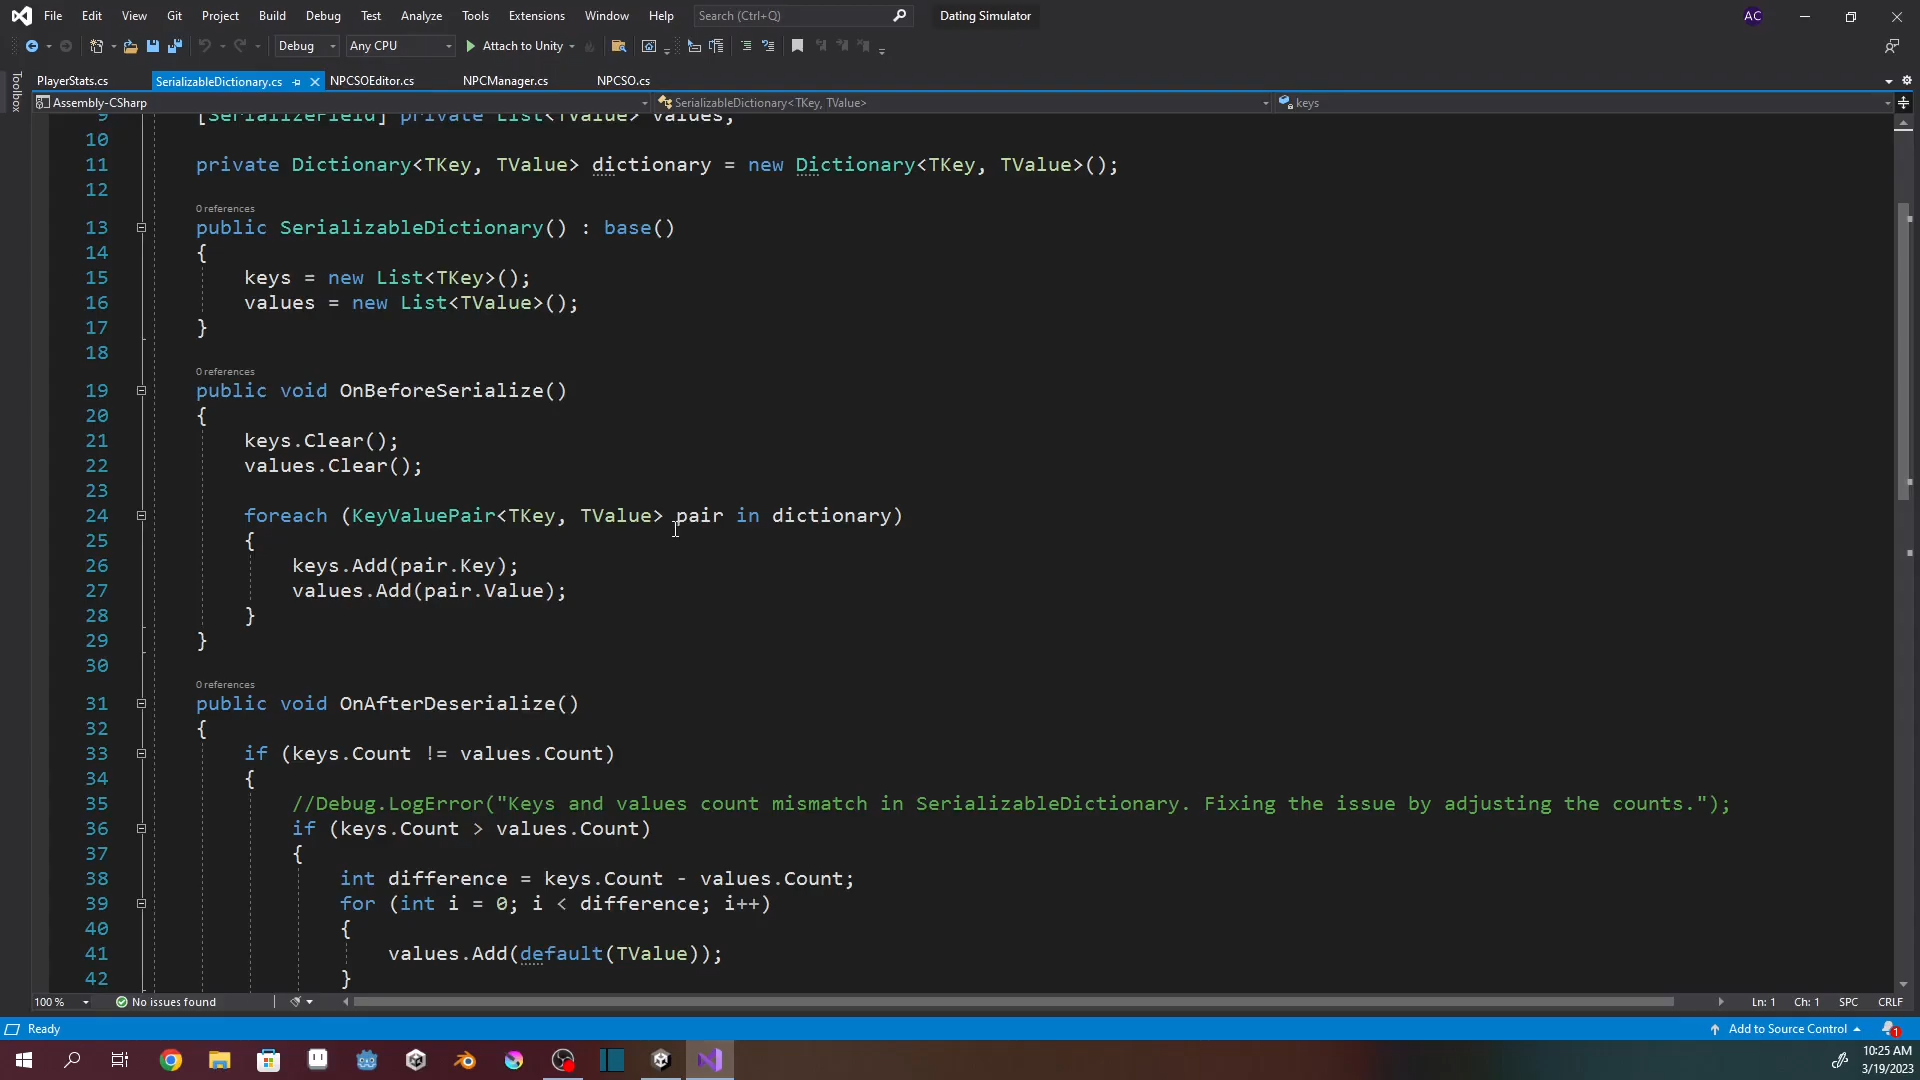 File Edit View Git Project Build Debug Test Analyze Tools Extensions Window Help Search (Ctrl+Q) Dating Simulator AC
Debug Any CPU Attach to Unity
Toolbox
PlayerStats.cs SerializableDictionary.cs NPCSOEditor.cs NPCManager.cs NPCSO.cs
Assembly-CSharp SerializableDictionary<TKey, TValue> keys
9 [SerializeField] private List<TValue> values;
10
11 private Dictionary<TKey, TValue> dictionary = new Dictionary<TKey, TValue>();
12
0 references
13 public SerializableDictionary() : base()
14 {
15 keys = new List<TKey>();
16 values = new List<TValue>();
17 }
18
0 references
19 public void OnBeforeSerialize()
20 {
21 keys.Clear();
22 values.Clear();
23
24 foreach (KeyValuePair<TKey, TValue> pair in dictionary)
25 {
26 keys.Add(pair.Key);
27 values.Add(pair.Value);
28 }
29 }
30
0 references
31 public void OnAfterDeserialize()
32 {
33 if (keys.Count != values.Count)
34 {
35 //Debug.LogError("Keys and values count mismatch in SerializableDictionary. Fixing the issue by adjusting the counts.");
36 if (keys.Count > values.Count)
37 {
38 int difference = keys.Count - values.Count;
39 for (int i = 0; i < difference; i++)
40 {
41 values.Add(default(TValue));
42 }
100 % No issues found Ln: 1 Ch: 1 SPC CRLF
Ready Add to Source Control 1
10:25 AM
3/19/2023